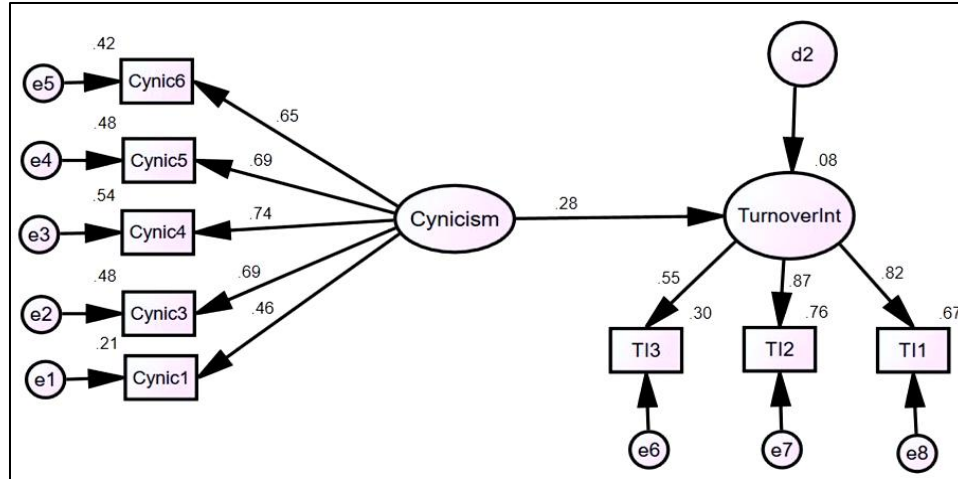 .42
e5
Cynic6
.65
.48
e4
Cynic5
.69
.54
e3
Cynic4
.74
.48
e2
Cynic3
.69
.21
e1
Cynic1
.46
Cynicism
.28
d2
.08
TurnoverInt
.55
.87
.82
.30
.76
.67
TI3
TI2
TI1
e6
e7
e8